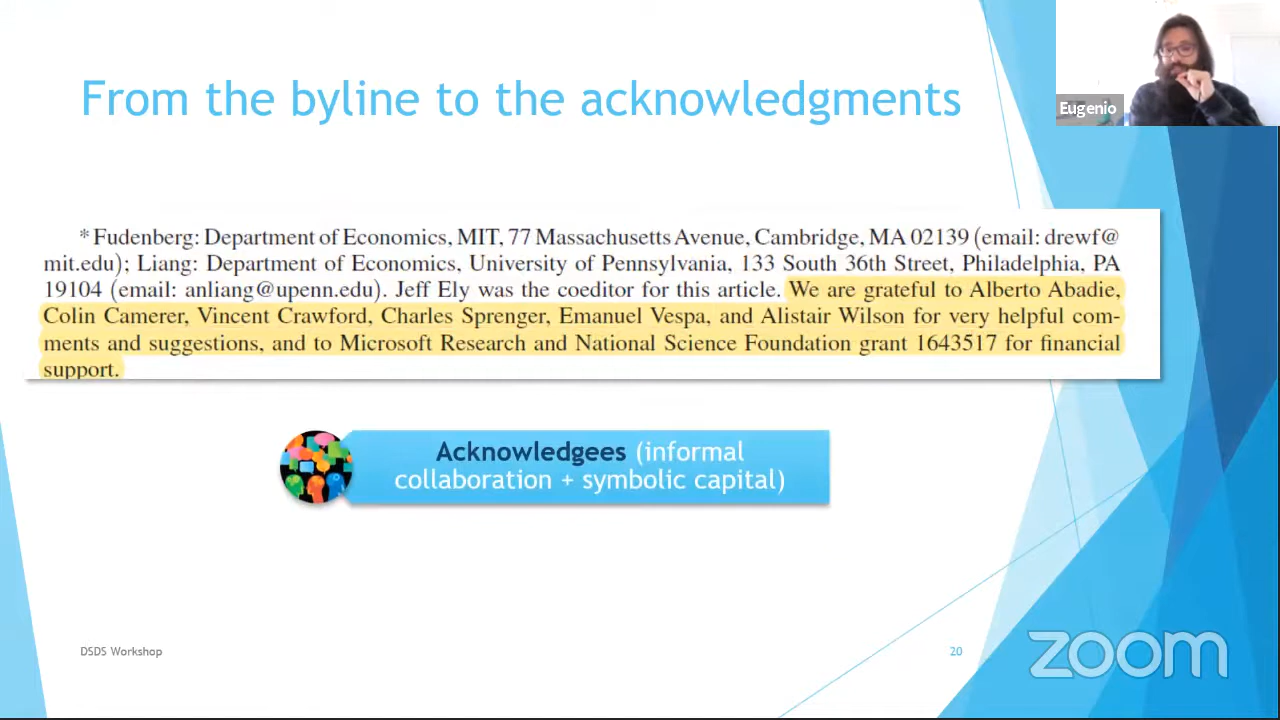 From the byline to the acknowledgments
Eugenio
* Fudenberg: Department of Economics, MIT, 77 Massachusetts Avenue, Cambridge, MA 02139 (email: drewf@
mit.edu); Liang: Department of Economics, University of Pennsylvania, 133 South 36th Street, Philadelphia, PA
19104 (email: anliang@upenn.edu). Jeff Ely was the coeditor for this article. We are grateful to Alberto Abadie,
Colin Camerer, Vincent Crawford, Charles Sprenger, Emanuel Vespa, and Alistair Wilson for very helpful com-
ments and suggestions, and to Microsoft Research and National Science Foundation grant 1643517 for financial
support.
Acknowledgees (informal
collaboration + symbolic capital)
DSDS Workshop
20
zoom